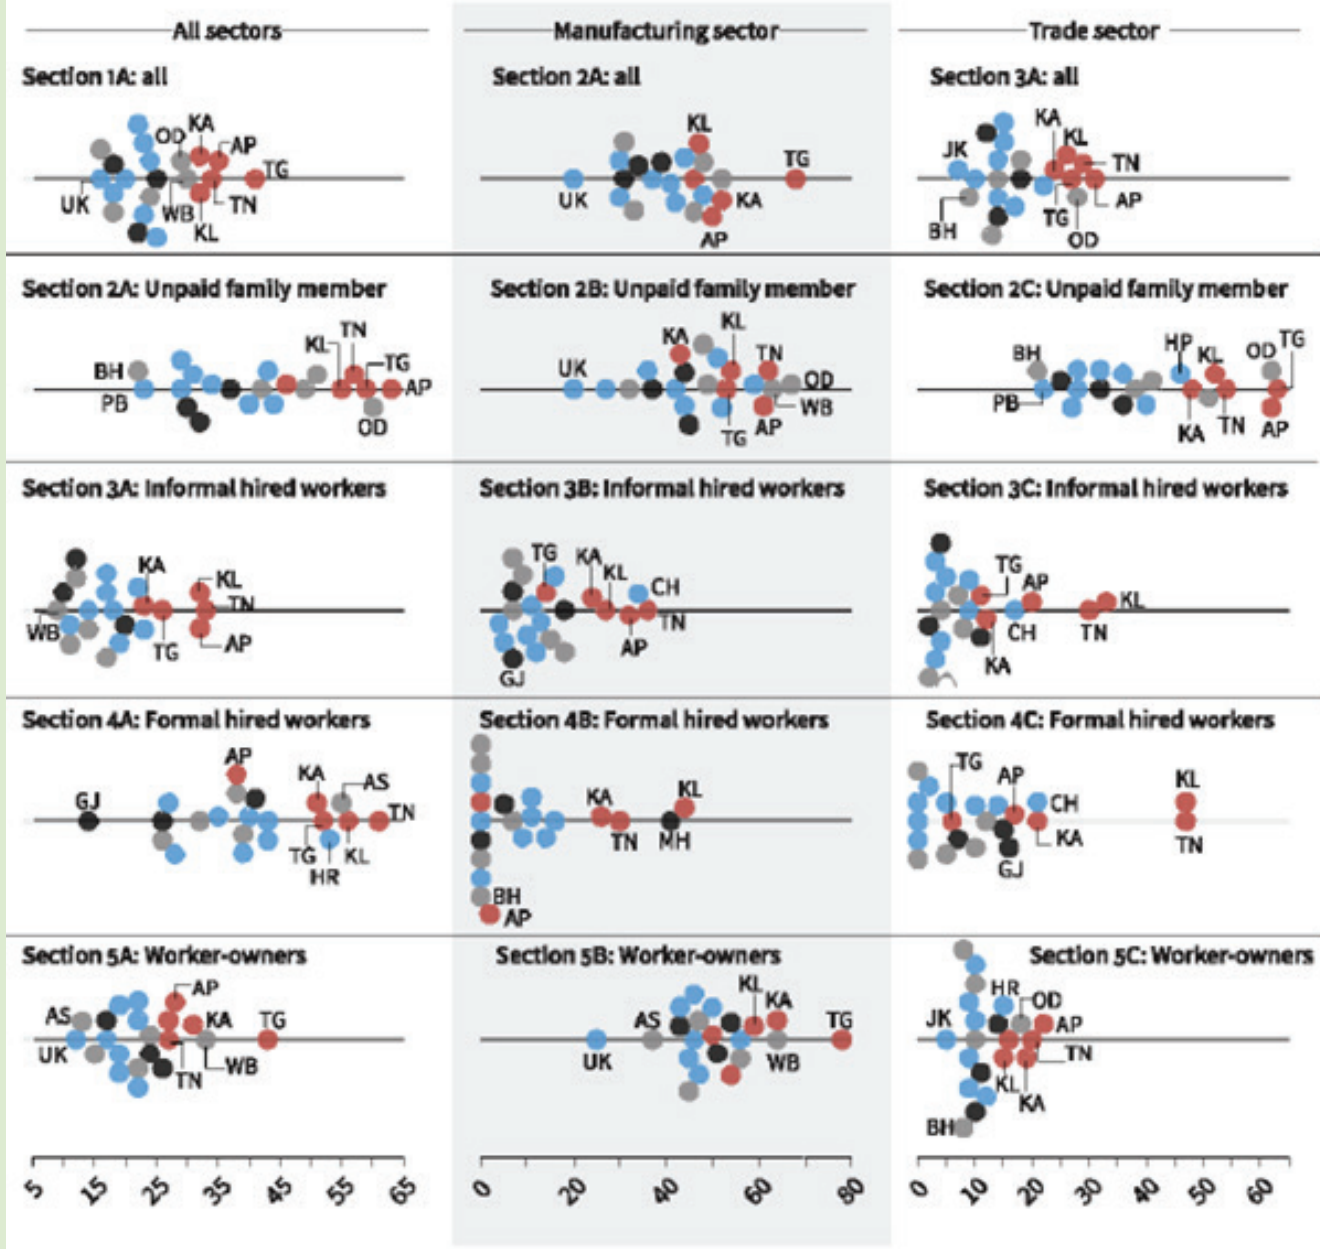 All sectors
Manufacturing sector
Trade sector
Section 1A: all
Section 2A: all
Section 3A: all
KA
OD
AP
TG
UK
WB
TN
KL
KL
TG
UK
KA
AP
KA
KL
JK
TN
AP
TG
BH
OD
Section 2A: Unpaid family member
Section 2B: Unpaid family member
Section 2C: Unpaid family member
TN
KL
TG
BH
AP
PB
OD
KL
KA
TN
UK
OD
WB
AP
TG
TG
HP
OD
BH
KL
PB
TN
KA
AP
Section 3A: Informal hired workers
Section 3B: Informal hired workers
Section 3C: Informal hired workers
KA
KL
TN
WB
AP
TG
TG
KA
KL
CH
TN
AP
GJ
TG
AP
KL
CH
TN
KA
Section 4A: Formal hired workers
Section 4B: Formal hired workers
Section 4C: Formal hired workers
AP
KA
AS
GJ
TN
TG
KL
HR
KL
KA
TN
MH
BH
AP
TG
AP
KL
CH
KA
TN
GJ
Section 5A: Worker-owners
Section 5B: Worker-owners
Section 5C: Worker-owners
AP
AS
KA
TG
UK
WB
TN
KL
KA
AS
TG
UK
WB
HR
OD
JK
AP
TN
KL
KA
BH
5 15 25 35 45 55 65
0 20 40 60 80
0 10 20 30 40 50 60